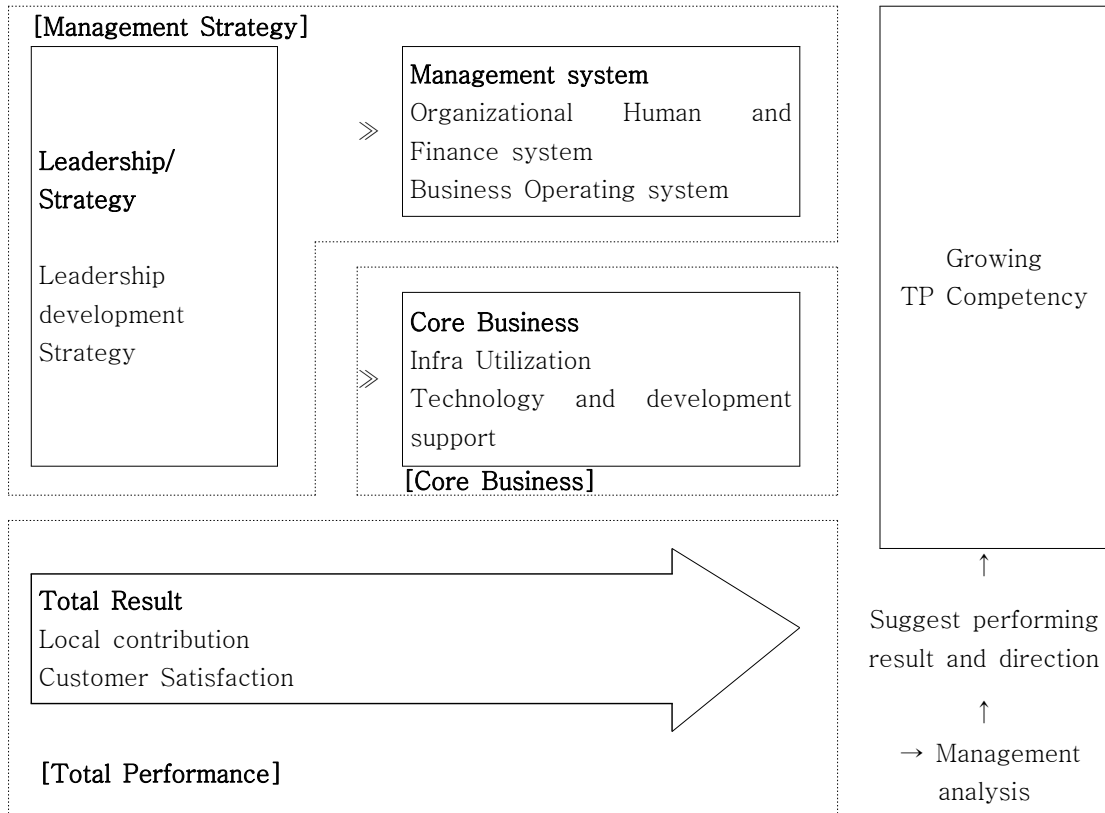 [Management Strategy]
Leadership/
Strategy
Leadership
development
Strategy
≫
Management system
Organizational Human and
Finance system
Business Operating system
≫
Core Business
Infra Utilization
Technology and development
support
[Core Business]
Total Result
Local contribution
Customer Satisfaction
[Total Performance]
Growing
TP Competency
↑
Suggest performing
result and direction
↑
→ Management
analysis